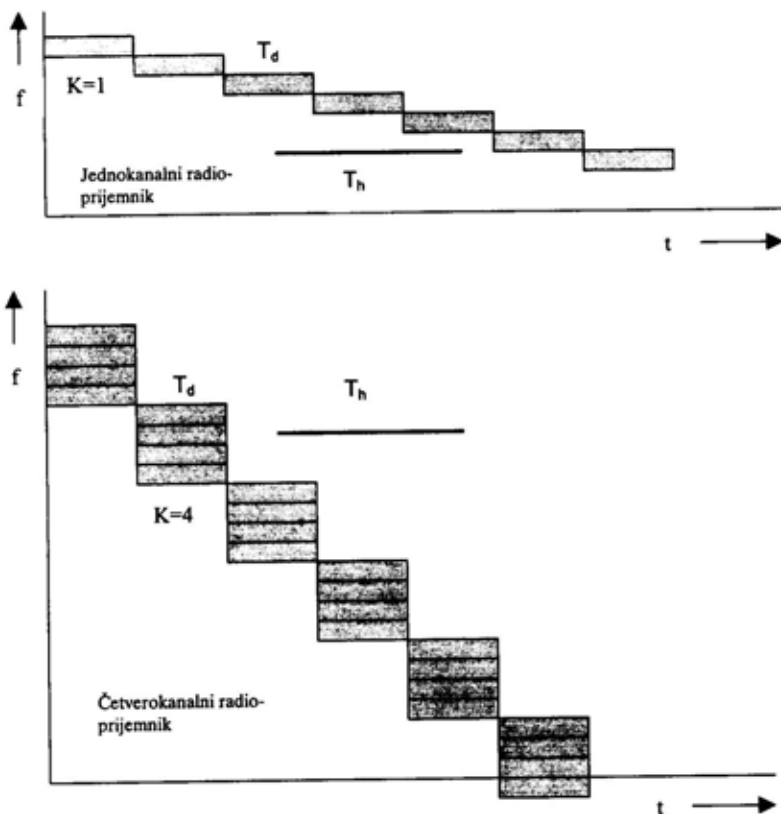 T_d
f
K=1
Jednokanalni radio-
prijemnik
T_h
t
f
T_d
T_h
K=4
Četverokanalni radio-
prijemnik
t